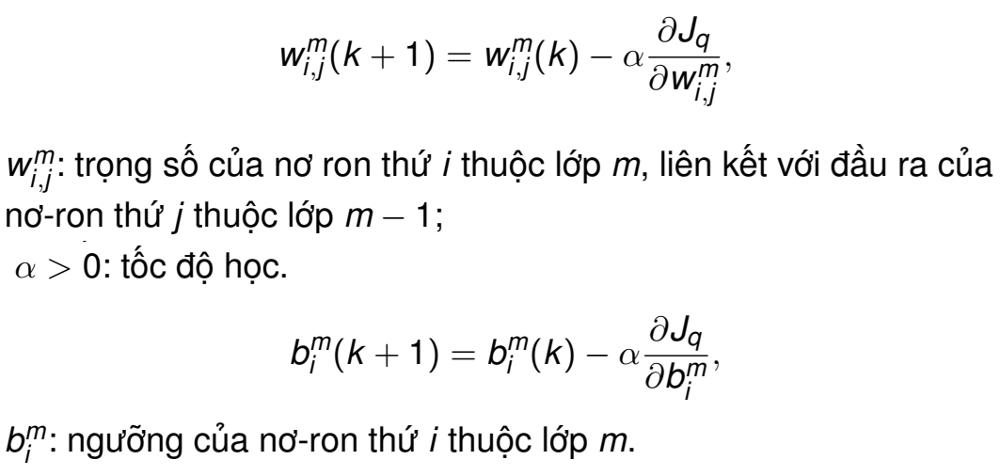 $w_{i,j}^{m}(k+1) = w_{i,j}^{m}(k) - \alpha \frac{\partial J_q}{\partial w_{i,j}^{m}},$
$w_{i,j}^{m}$: trọng số của nơ ron thứ $i$ thuộc lớp $m$, liên kết với đầu ra của
nơ-ron thứ $j$ thuộc lớp $m - 1$;
$\alpha > 0$: tốc độ học.
$b_{i}^{m}(k+1) = b_{i}^{m}(k) - \alpha \frac{\partial J_q}{\partial b_{i}^{m}},$
$b_{i}^{m}$: ngưỡng của nơ-ron thứ $i$ thuộc lớp $m$.